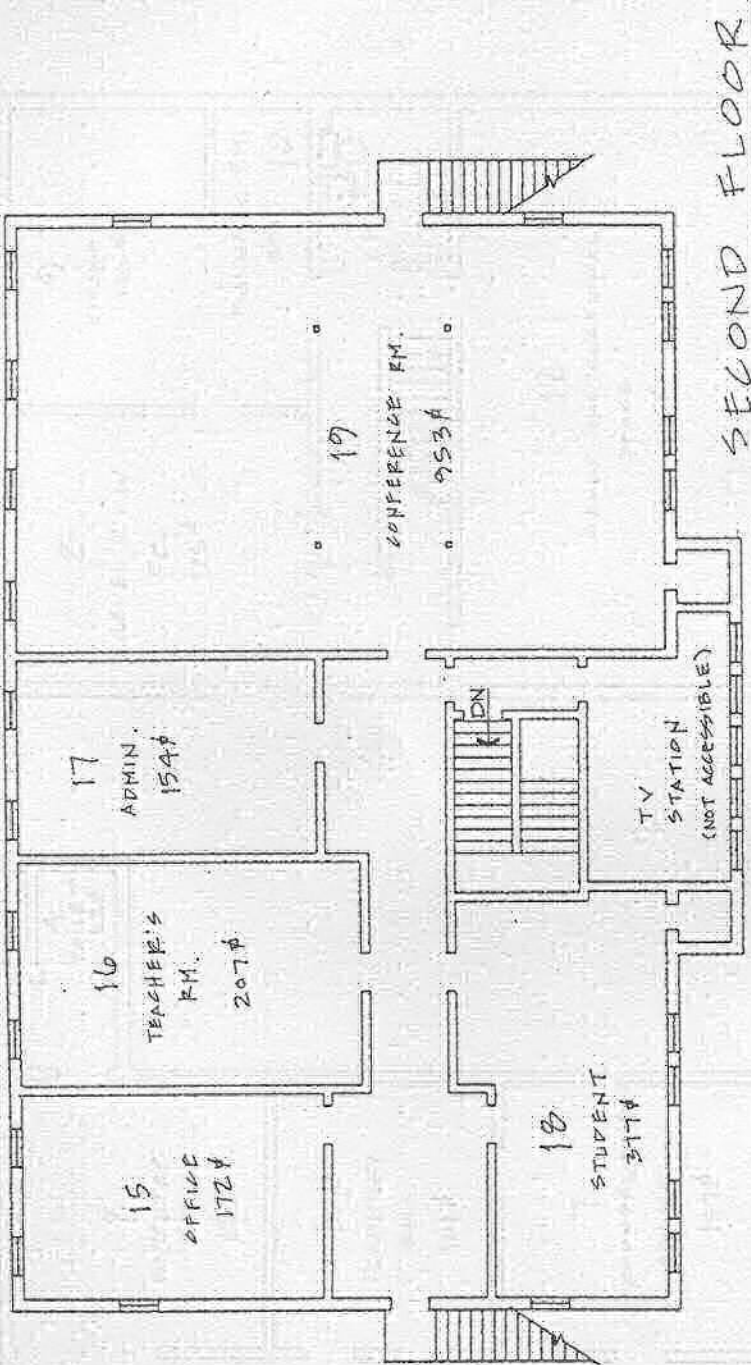 15
OFFICE
172⌀
16
TEACHER'S
RM.
207⌀
17
ADMIN.
154⌀
19
CONFERENCE RM.
953⌀
DN
18
STUDENT
377⌀
TV
STATION
(NOT ACCESSIBLE)
SECOND FLOOR